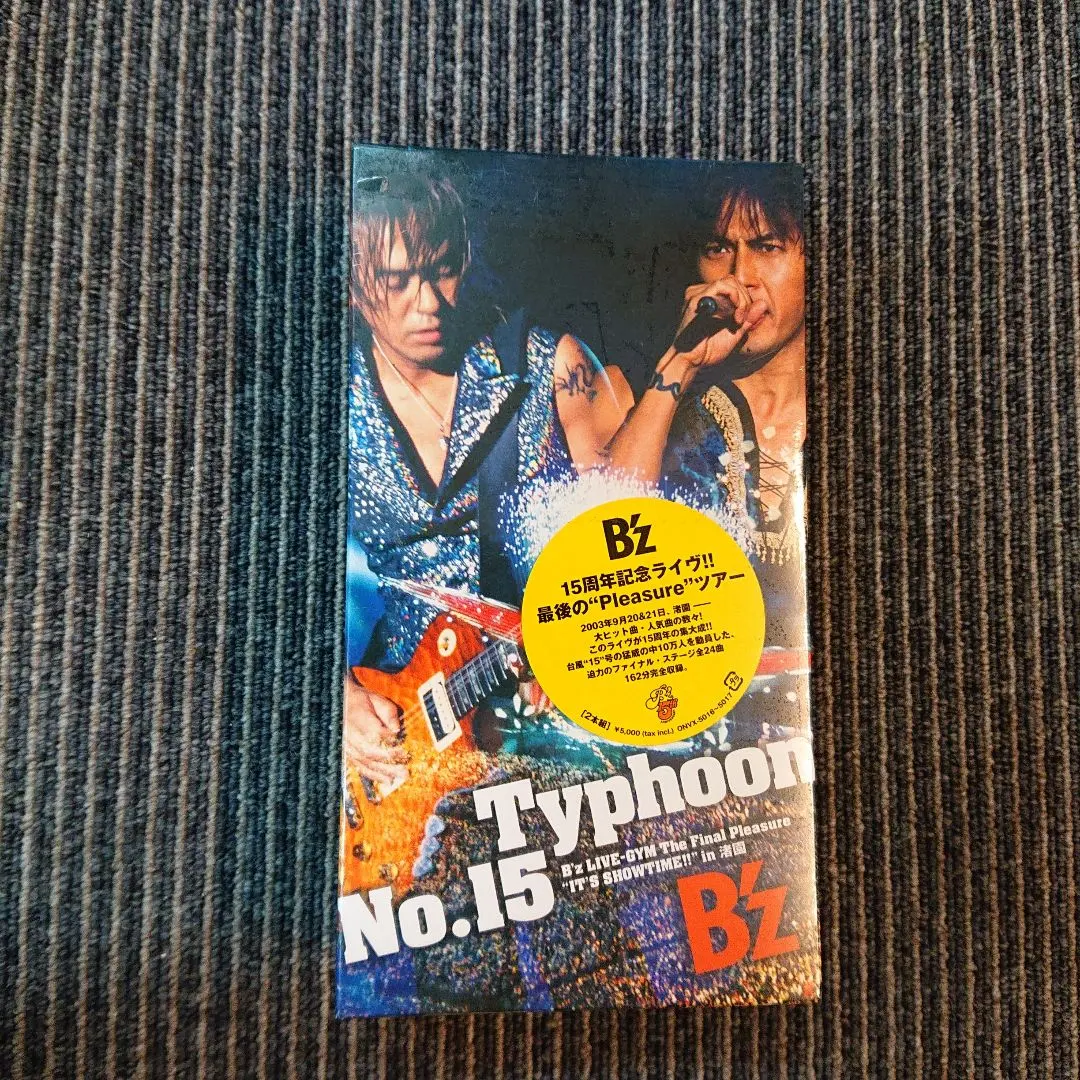 B'z
15周年記念ライヴ!!
最後の“Pleasure”ツアー
2003年9月20&21日、渚園 ──
大ヒット曲・人気曲の数々!
このライヴが15周年の集大成!!
台風“15”号の猛威の中10万人を動員した、
迫力のファイナル・ステージ全24曲
162分完全収録。
[2本組] ¥5,000 (tax incl.) ONVX-5016~5017
Typhoon
No.15
B'z LIVE-GYM The Final Pleasure
“IT'S SHOWTIME!!” in 渚園
B'z